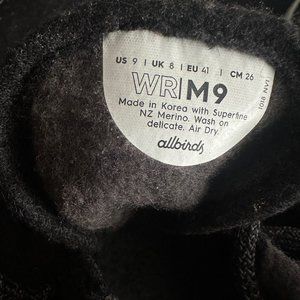 US 9 | UK 8 | EU 41 | CM 26
WR|M9
Made in Korea with Superfine
NZ Merino. Wash on
delicate. Air Dry.
allbirds